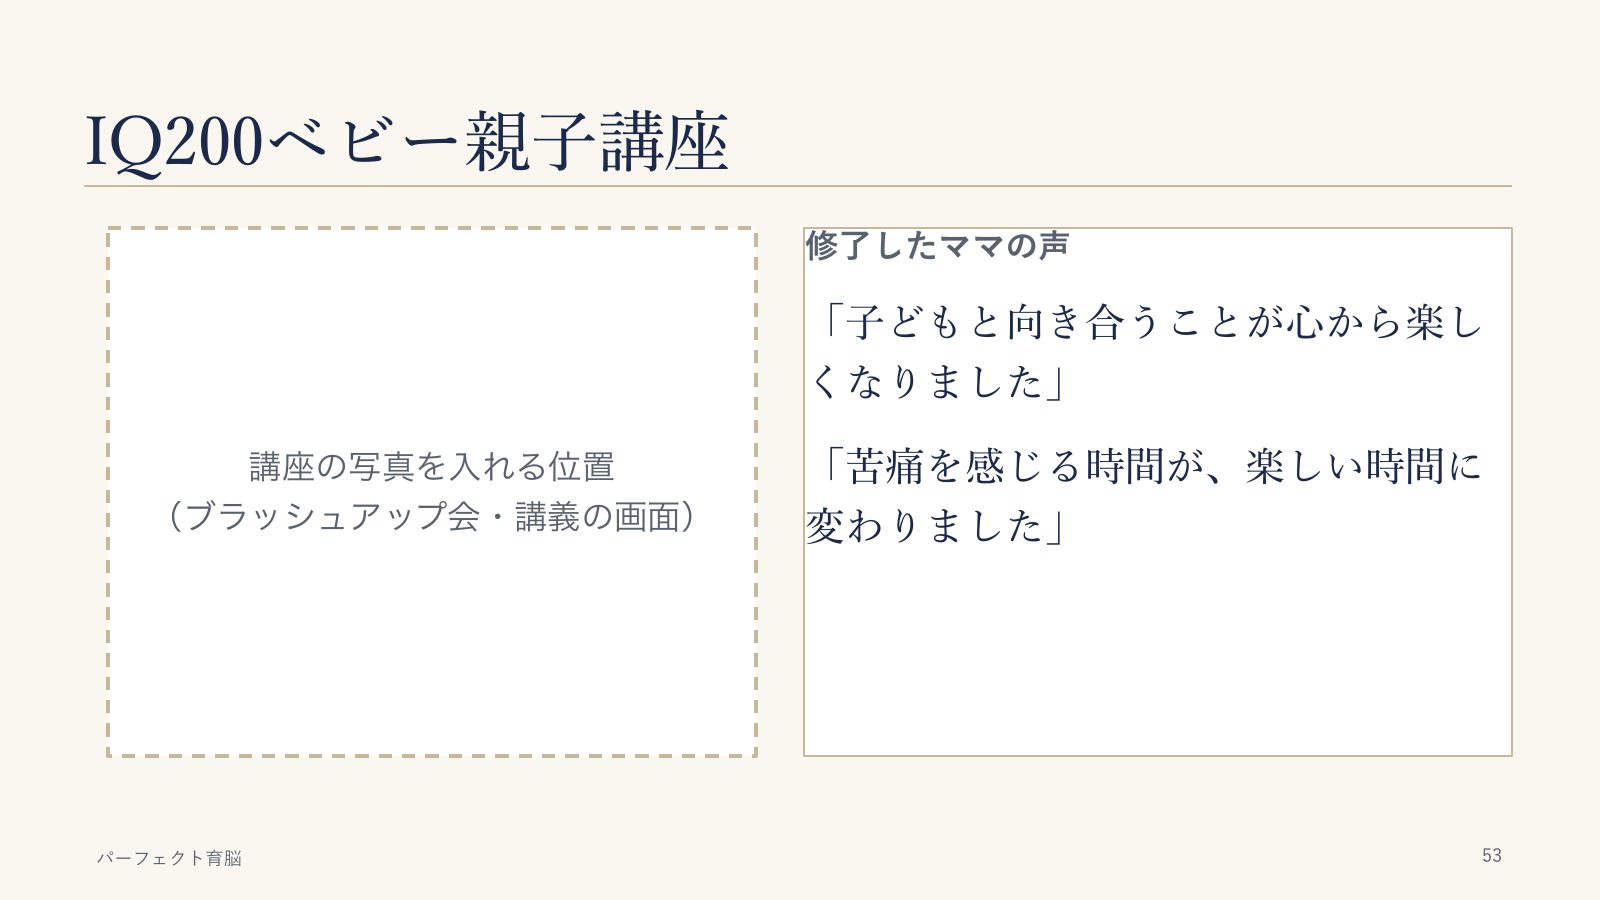 IQ200ベビー親子講座
講座の写真を入れる位置
（ブラッシュアップ会・講義の画面）
修了したママの声
「子どもと向き合うことが心から楽し
くなりました」
「苦痛を感じる時間が、楽しい時間に
変わりました」
パーフェクト育脳
53